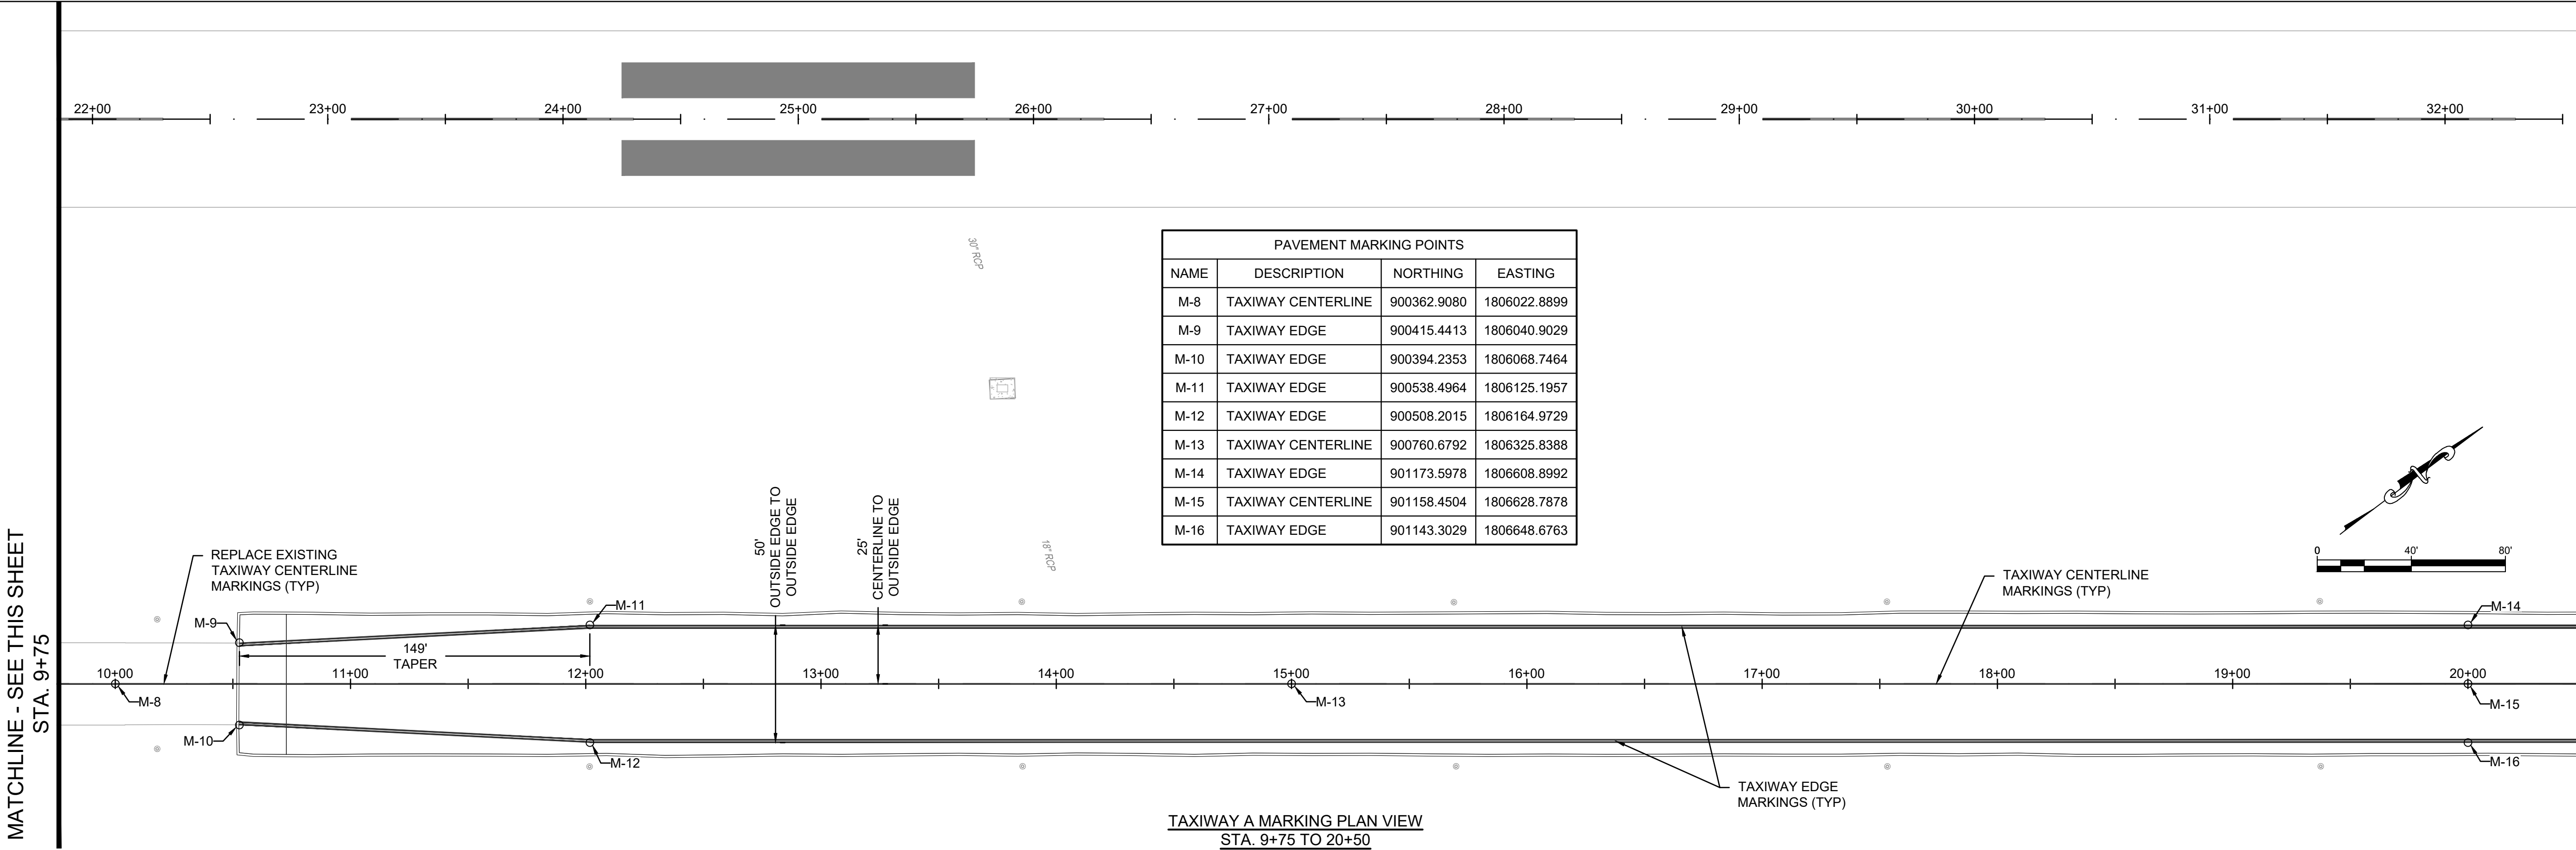 22+00 23+00 24+00 25+00 26+00 27+00 28+00 29+00 30+00 31+00 32+00
30" RCP
PAVEMENT MARKING POINTS
NAME DESCRIPTION NORTHING EASTING
M-8 TAXIWAY CENTERLINE 900362.9080 1806022.8899
M-9 TAXIWAY EDGE 900415.4413 1806040.9029
M-10 TAXIWAY EDGE 900394.2353 1806068.7464
M-11 TAXIWAY EDGE 900538.4964 1806125.1957
M-12 TAXIWAY EDGE 900508.2015 1806164.9729
M-13 TAXIWAY CENTERLINE 900760.6792 1806325.8388
M-14 TAXIWAY EDGE 901173.5978 1806608.8992
M-15 TAXIWAY CENTERLINE 901158.4504 1806628.7878
M-16 TAXIWAY EDGE 901143.3029 1806648.6763
MATCHLINE - SEE THIS SHEET
STA. 9+75
REPLACE EXISTING
TAXIWAY CENTERLINE
MARKINGS (TYP)
50'
OUTSIDE EDGE TO
OUTSIDE EDGE
25'
CENTERLINE TO
OUTSIDE EDGE
18" RCP
0 40' 80'
TAXIWAY CENTERLINE
MARKINGS (TYP)
M-9
M-11
M-14
149'
TAPER
10+00 11+00 12+00 13+00 14+00 15+00 16+00 17+00 18+00 19+00 20+00
M-8
M-13
M-15
M-10
M-12
M-16
TAXIWAY EDGE
MARKINGS (TYP)
TAXIWAY A MARKING PLAN VIEW
STA. 9+75 TO 20+50